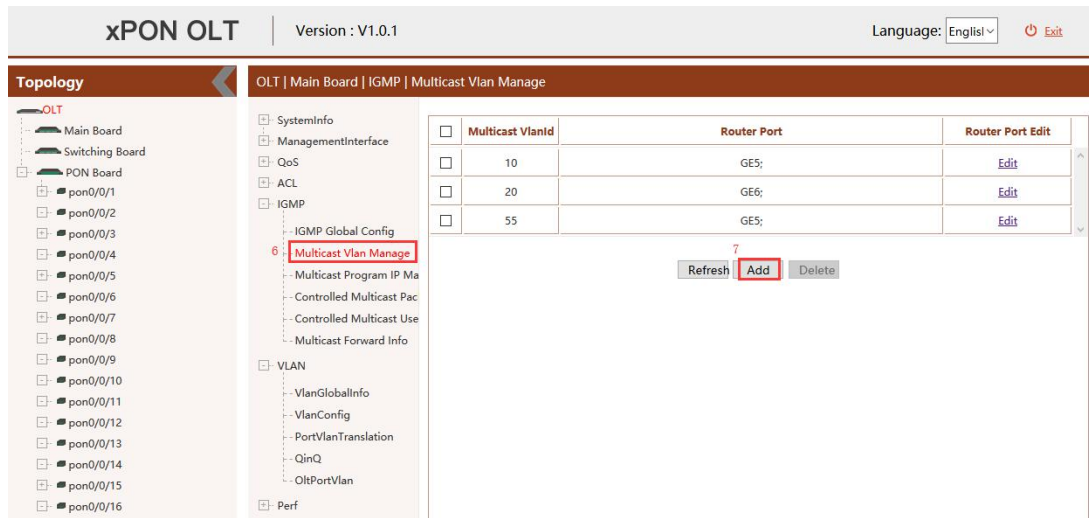 xPON OLT
Version : V1.0.1
Language: Englisl
Exit
Topology
OLT
Main Board
Switching Board
PON Board
pon0/0/1
pon0/0/2
pon0/0/3
pon0/0/4
pon0/0/5
pon0/0/6
pon0/0/7
pon0/0/8
pon0/0/9
pon0/0/10
pon0/0/11
pon0/0/12
pon0/0/13
pon0/0/14
pon0/0/15
pon0/0/16
OLT | Main Board | IGMP | Multicast Vlan Manage
SystemInfo
ManagementInterface
QoS
ACL
IGMP
IGMP Global Config
6 Multicast Vlan Manage
Multicast Program IP Ma
Controlled Multicast Pac
Controlled Multicast Use
Multicast Forward Info
VLAN
VlanGlobalInfo
VlanConfig
PortVlanTranslation
QinQ
OltPortVlan
Perf
Multicast VlanId Router Port Router Port Edit
10 GE5; Edit
20 GE6; Edit
55 GE5; Edit
7
Refresh Add Delete